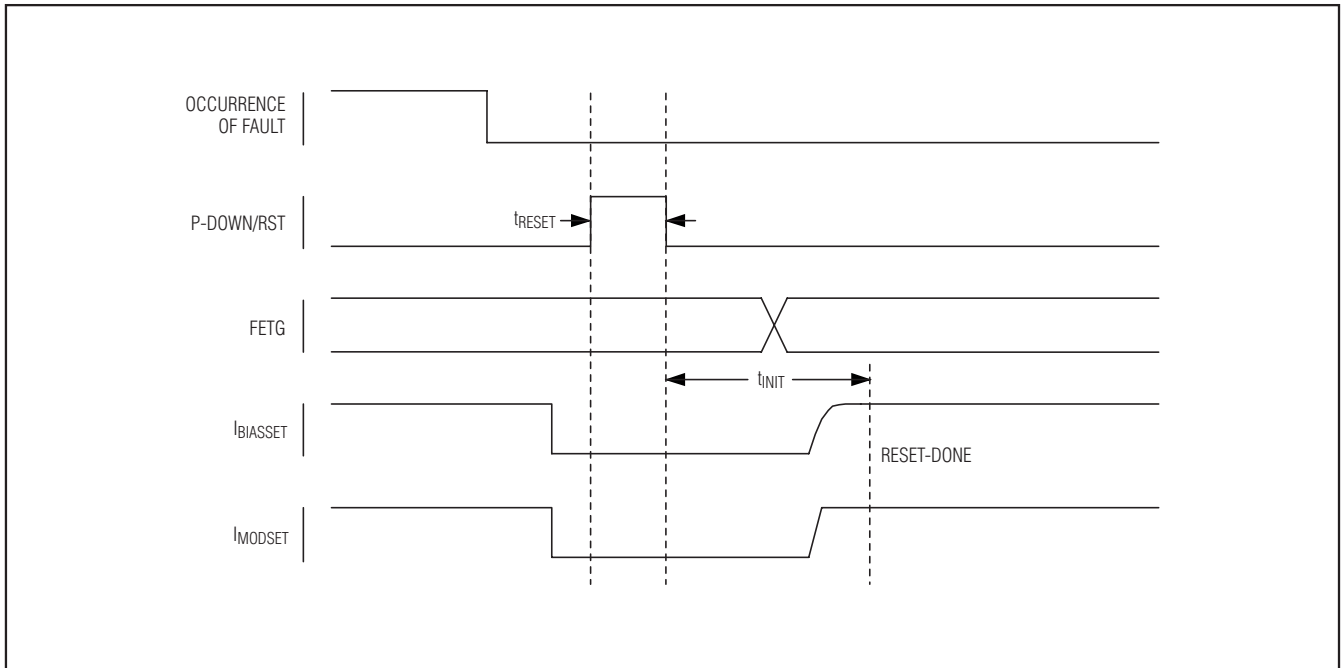 OCCURRENCE
OF FAULT
P-DOWN/RST
tRESET
FETG
tINIT
IBIASSET
RESET-DONE
IMODSET